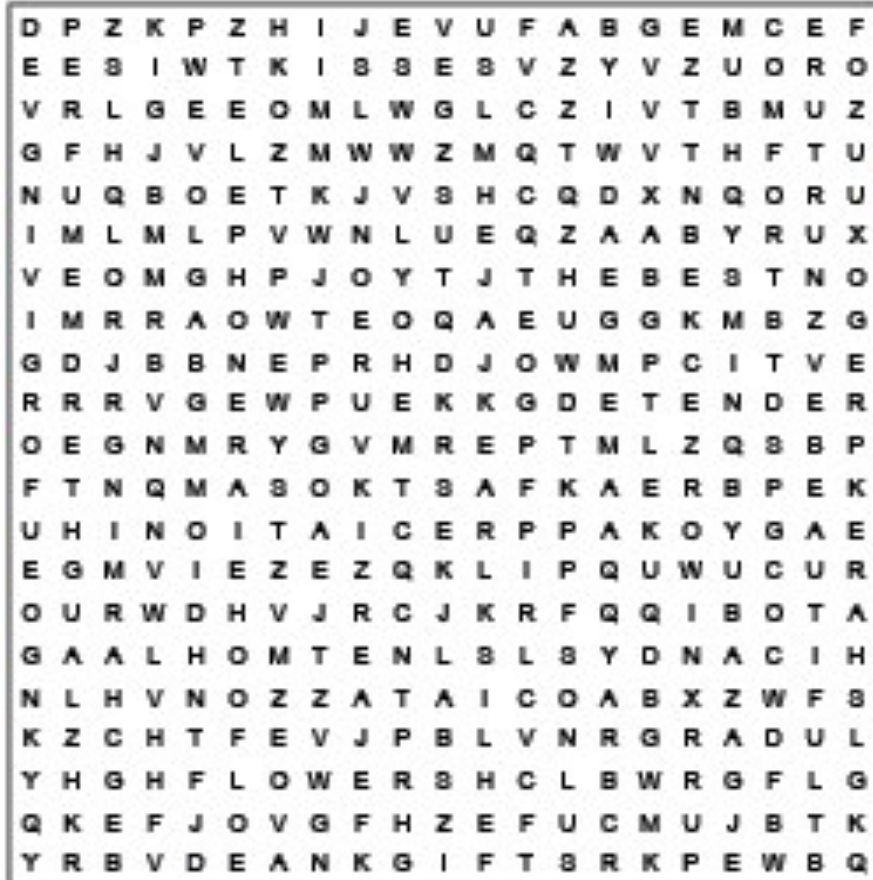 D P Z K P Z H I J E V U F A B G E M C E F
E E S I W T K I S S E S V Z Y V Z U O R O
V R L G E E O M L W G L C Z I V T B M U Z
G F H J V L Z M W W Z M Q T W V T H F T U
N U Q B O E T K J V S H C Q D X N Q O R U
I M L M L P V W N L U E Q Z A A B Y R U X
V E O M G H P J O Y T J T H E B E S T N O
I M R R A O W T E O Q A E U G G K M B Z G
G D J B B N E P R H D J O W M P C I T V E
R R R V G E W P U E K K G D E T E N D E R
O E G N M R Y G V M R E P T M L Z Q S B P
F T N Q M A S O K T S A F K A E R B P E K
U H I N O I T A I C E R P P A K O Y G A E
E G M V I E Z E Z Q K L I P Q U W U C U R
O U R W D H V J R C J K R F Q Q I B O T A
G A A L H O M T E N L S L S Y D N A C I H
N L H V N O Z Z A T A I C O A B X Z W F S
K Z C H T F E V J P B L V N R G R A D U L
Y H G H F L O W E R S H C L B W R G F L G
Q K E F J O V G F H Z E F U C M U J B T K
Y R B V D E A N K G I F T S R K P E W B Q